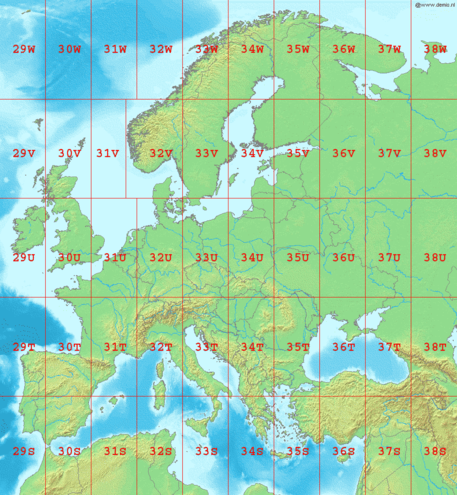 @www.demis.nl
29W 30W 31W 32W 33W 34W 35W 36W 37W 38W
29V 30V 31V 32V 33V 34V 35V 36V 37V 38V
29U 30U 31U 32U 33U 34U 35U 36U 37U 38U
29T 30T 31T 32T 33T 34T 35T 36T 37T 38T
29S 30S 31S 32S 33S 34S 35S 36S 37S 38S